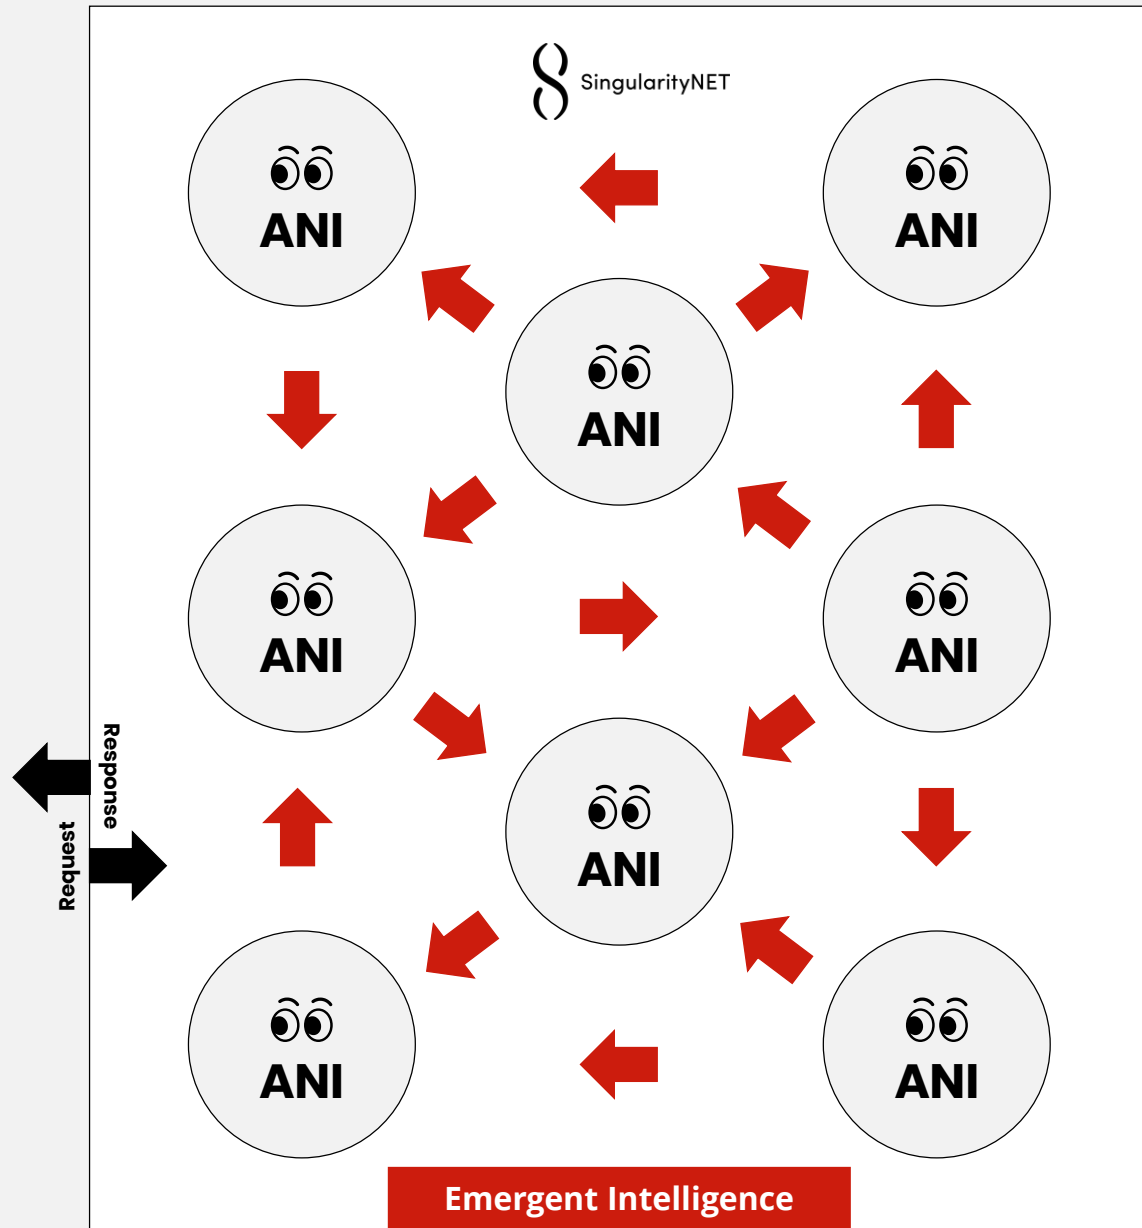 SingularityNET
ANI
ANI
ANI
ANI
ANI
Response
Request
ANI
ANI
ANI
Emergent Intelligence